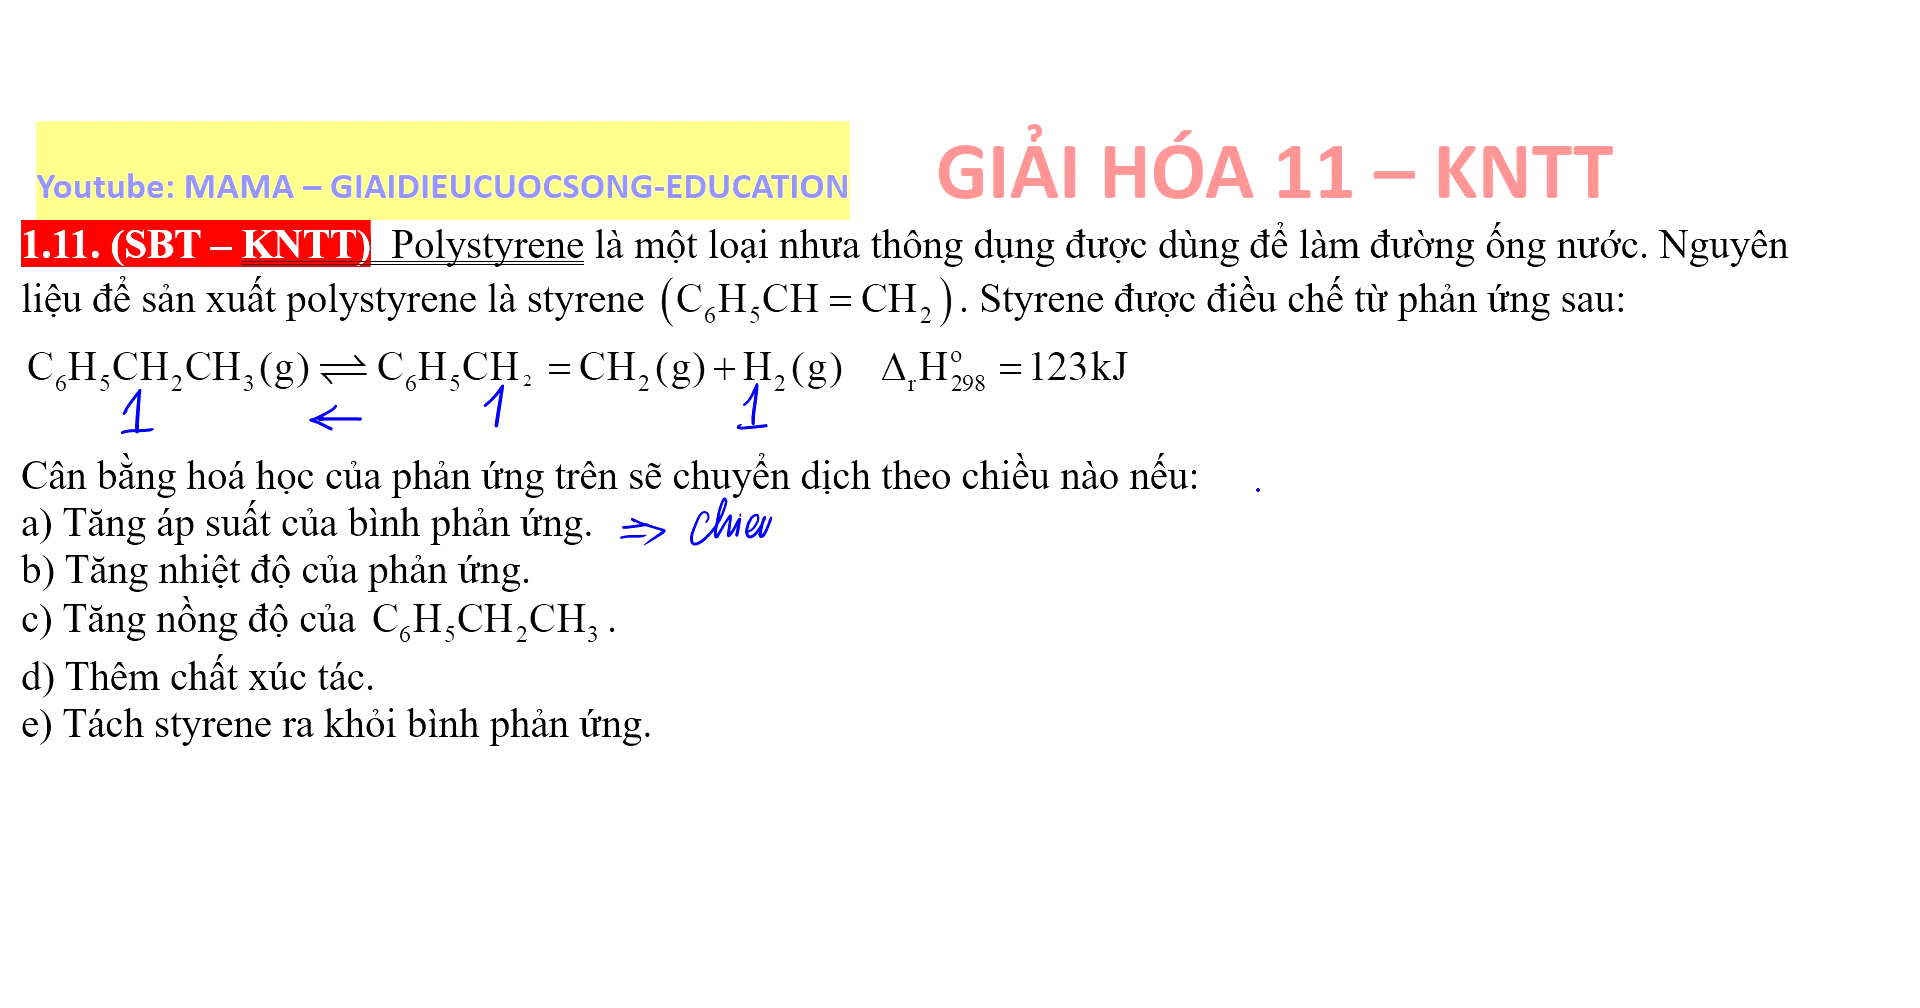 Youtube: MAMA – GIAIDIEUCUOCSONG-EDUCATION
GIẢI HÓA 11 – KNTT
1.11. (SBT – KNTT) Polystyrene là một loại nhưa thông dụng được dùng để làm đường ống nước. Nguyên
liệu để sản xuất polystyrene là styrene (C₆H₅CH = CH₂). Styrene được điều chế từ phản ứng sau:
C₆H₅CH₂CH₃(g) ⇌ C₆H₅CH₂ = CH₂(g) + H₂(g) ΔᵣH°₂₉₈ = 123kJ
1 ← 1 1
Cân bằng hoá học của phản ứng trên sẽ chuyển dịch theo chiều nào nếu:
a) Tăng áp suất của bình phản ứng. ⇒ chieu
b) Tăng nhiệt độ của phản ứng.
c) Tăng nồng độ của C₆H₅CH₂CH₃.
d) Thêm chất xúc tác.
e) Tách styrene ra khỏi bình phản ứng.